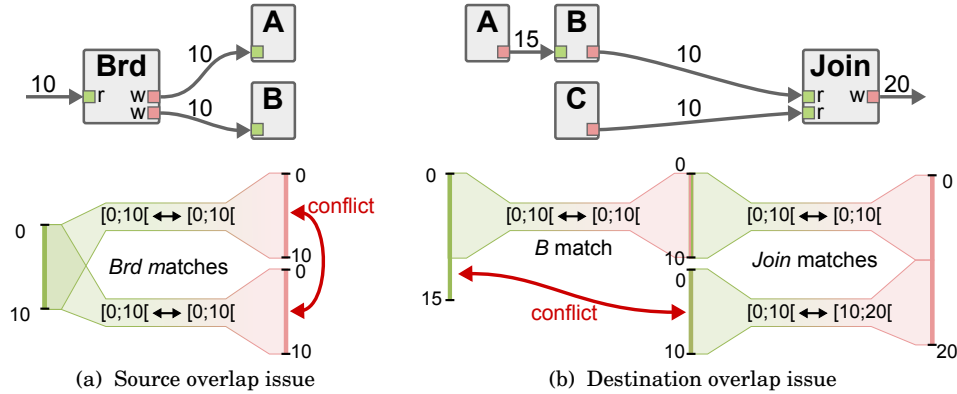 A
10
10
Brd
r
w
w
10
B
A
15
B
10
C
10
Join
r
r
w
20
0
10
[0;10[ ↔ [0;10[
Brd matches
[0;10[ ↔ [0;10[
0
10
0
10
conflict
0
15
[0;10[ ↔ [0;10[
B match
conflict
0
10
0
10
[0;10[ ↔ [0;10[
Join matches
[0;10[ ↔ [10;20[
0
20
(a) Source overlap issue
(b) Destination overlap issue